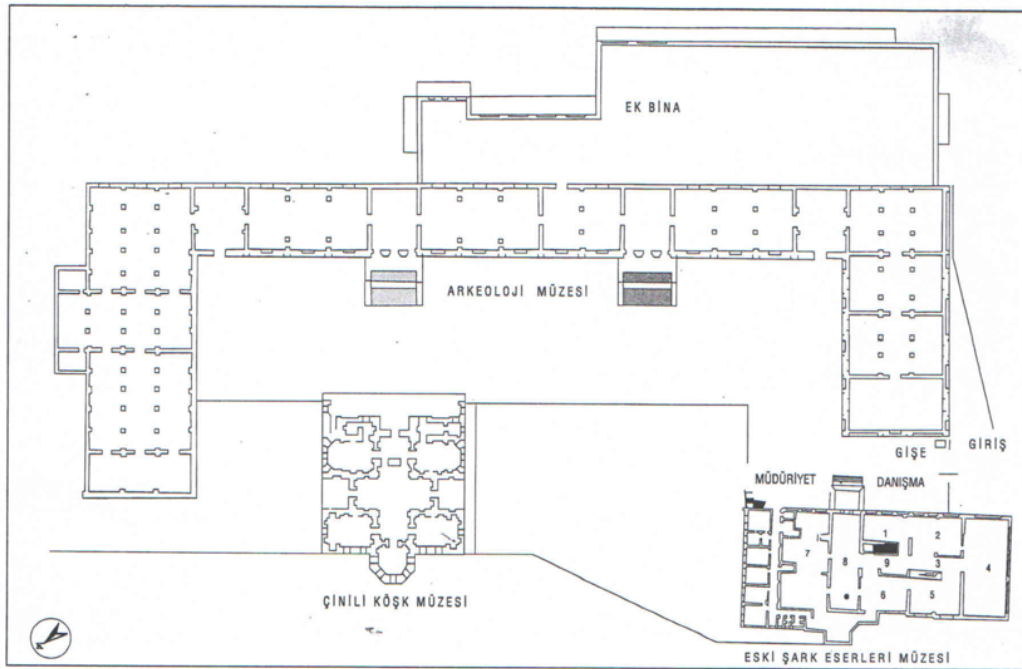 EK BİNA
ARKEOLOJİ MÜZESİ
GİŞE
GİRİŞ
MÜDÜRİYET
DANIŞMA
1
2
3
4
5
6
7
8
9
ÇİNİLİ KÖŞK MÜZESİ
ESKİ ŞARK ESERLERİ MÜZESİ